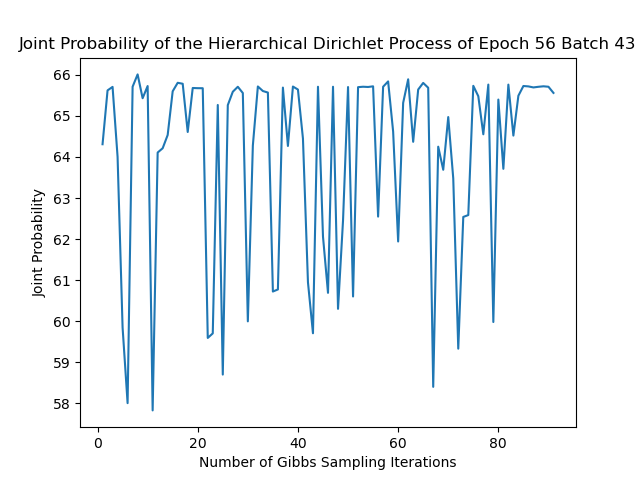 Joint Probability of the Hierarchical Dirichlet Process of Epoch 56 Batch 43
66
65
64
63
62
61
60
59
58
Joint Probability
0 20 40 60 80
Number of Gibbs Sampling Iterations